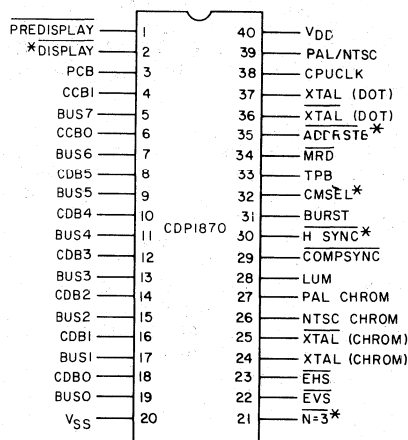 PREDISPLAY 1 40 VDD
*DISPLAY 2 39 PAL/NTSC
PCB 3 38 CPUCLK
CCB1 4 37 XTAL (DOT)
BUS7 5 36 XTAL (DOT)
CCB0 6 35 ADDRSTB*
BUS6 7 34 MRD
CDB5 8 33 TPB
BUS5 9 32 CMSEL*
CDB4 10 31 BURST
BUS4 11 CDP1870 30 H SYNC*
CDB3 12 29 COMPSYNC
BUS3 13 28 LUM
CDB2 14 27 PAL CHROM
BUS2 15 26 NTSC CHROM
CDB1 16 25 XTAL (CHROM)
BUS1 17 24 XTAL (CHROM)
CDB0 18 23 EHS
BUS0 19 22 EVS
VSS 20 21 N=3*